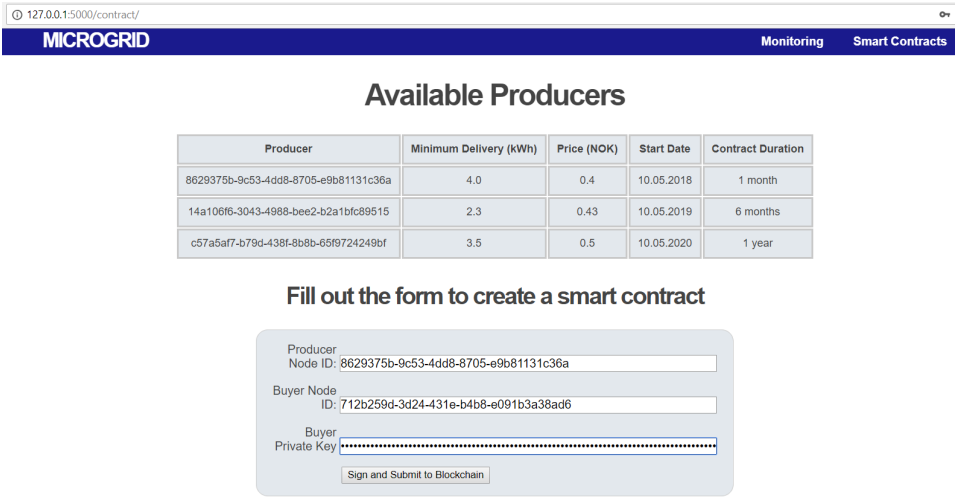 127.0.0.1:5000/contract/
MICROGRID Monitoring Smart Contracts
Available Producers
Producer Minimum Delivery (kWh) Price (NOK) Start Date Contract Duration
8629375b-9c53-4dd8-8705-e9b81131c36a 4.0 0.4 10.05.2018 1 month
14a106f6-3043-4988-bee2-b2a1bfc89515 2.3 0.43 10.05.2019 6 months
c57a5af7-b79d-438f-8b8b-65f9724249bf 3.5 0.5 10.05.2020 1 year
Fill out the form to create a smart contract
Producer
Node ID: 8629375b-9c53-4dd8-8705-e9b81131c36a
Buyer Node
ID: 712b259d-3d24-431e-b4b8-e091b3a38ad6
Buyer
Private Key
Sign and Submit to Blockchain